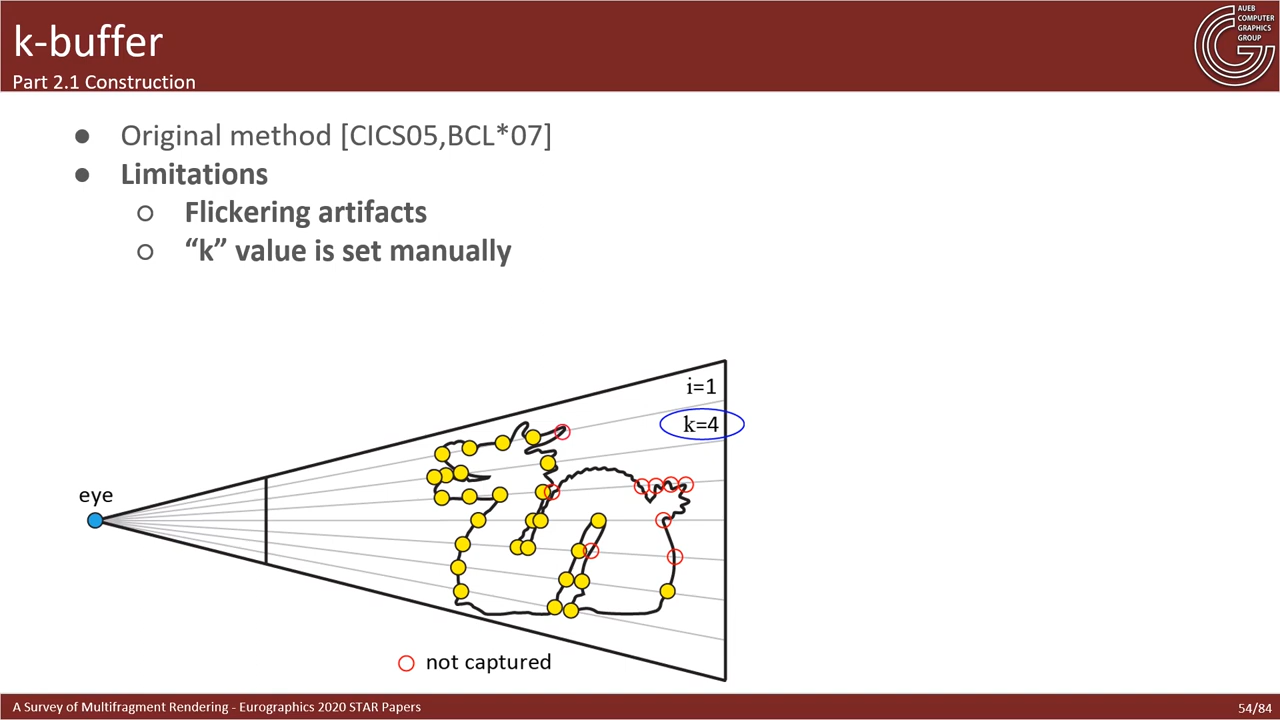 k-buffer
Part 2.1 Construction
AUEB
COMPUTER
GRAPHICS
GROUP
● Original method [CICS05,BCL*07]
● Limitations
○ Flickering artifacts
○ “k” value is set manually
i=1
k=4
eye
not captured
A Survey of Multifragment Rendering - Eurographics 2020 STAR Papers
54/84